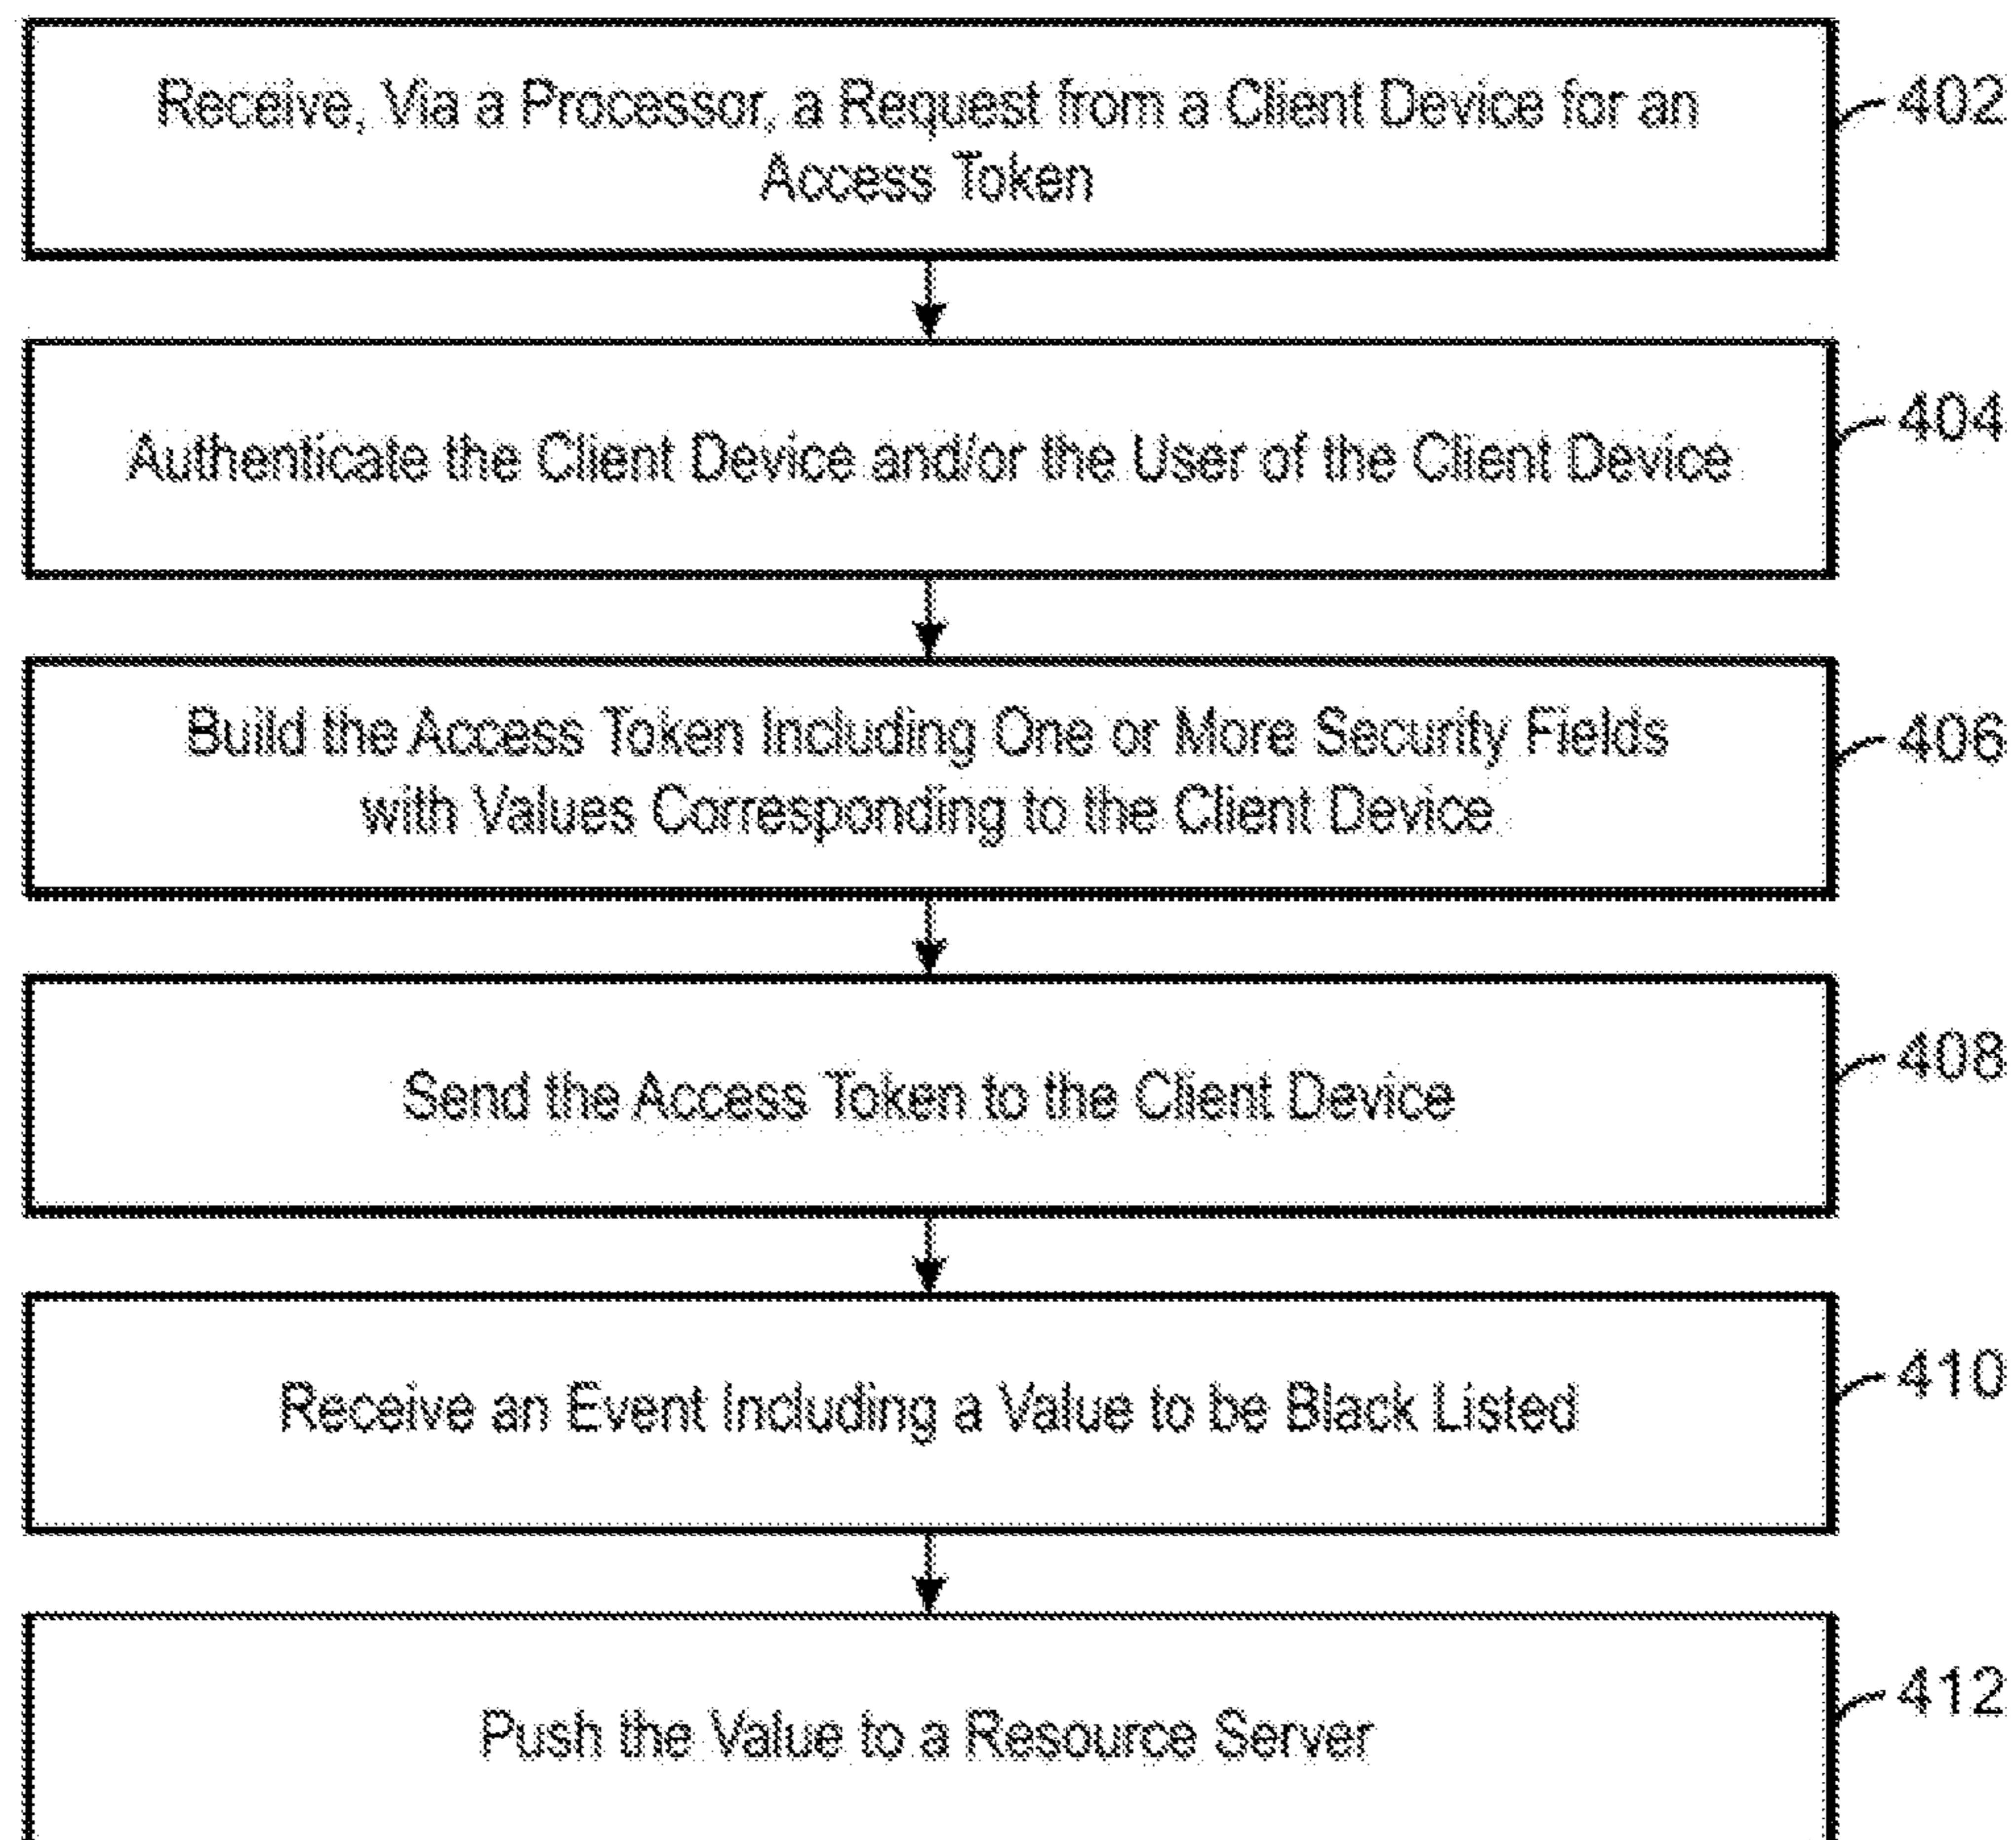 Receive, Via a Processor, a Request from a Client Device for an
Access Token
402
Authenticate the Client Device and/or the User of the Client Device
404
Build the Access Token Including One or More Security Fields
with Values Corresponding to the Client Device
406
Send the Access Token to the Client Device
408
Receive an Event Including a Value to be Black Listed
410
Push the Value to a Resource Server
412